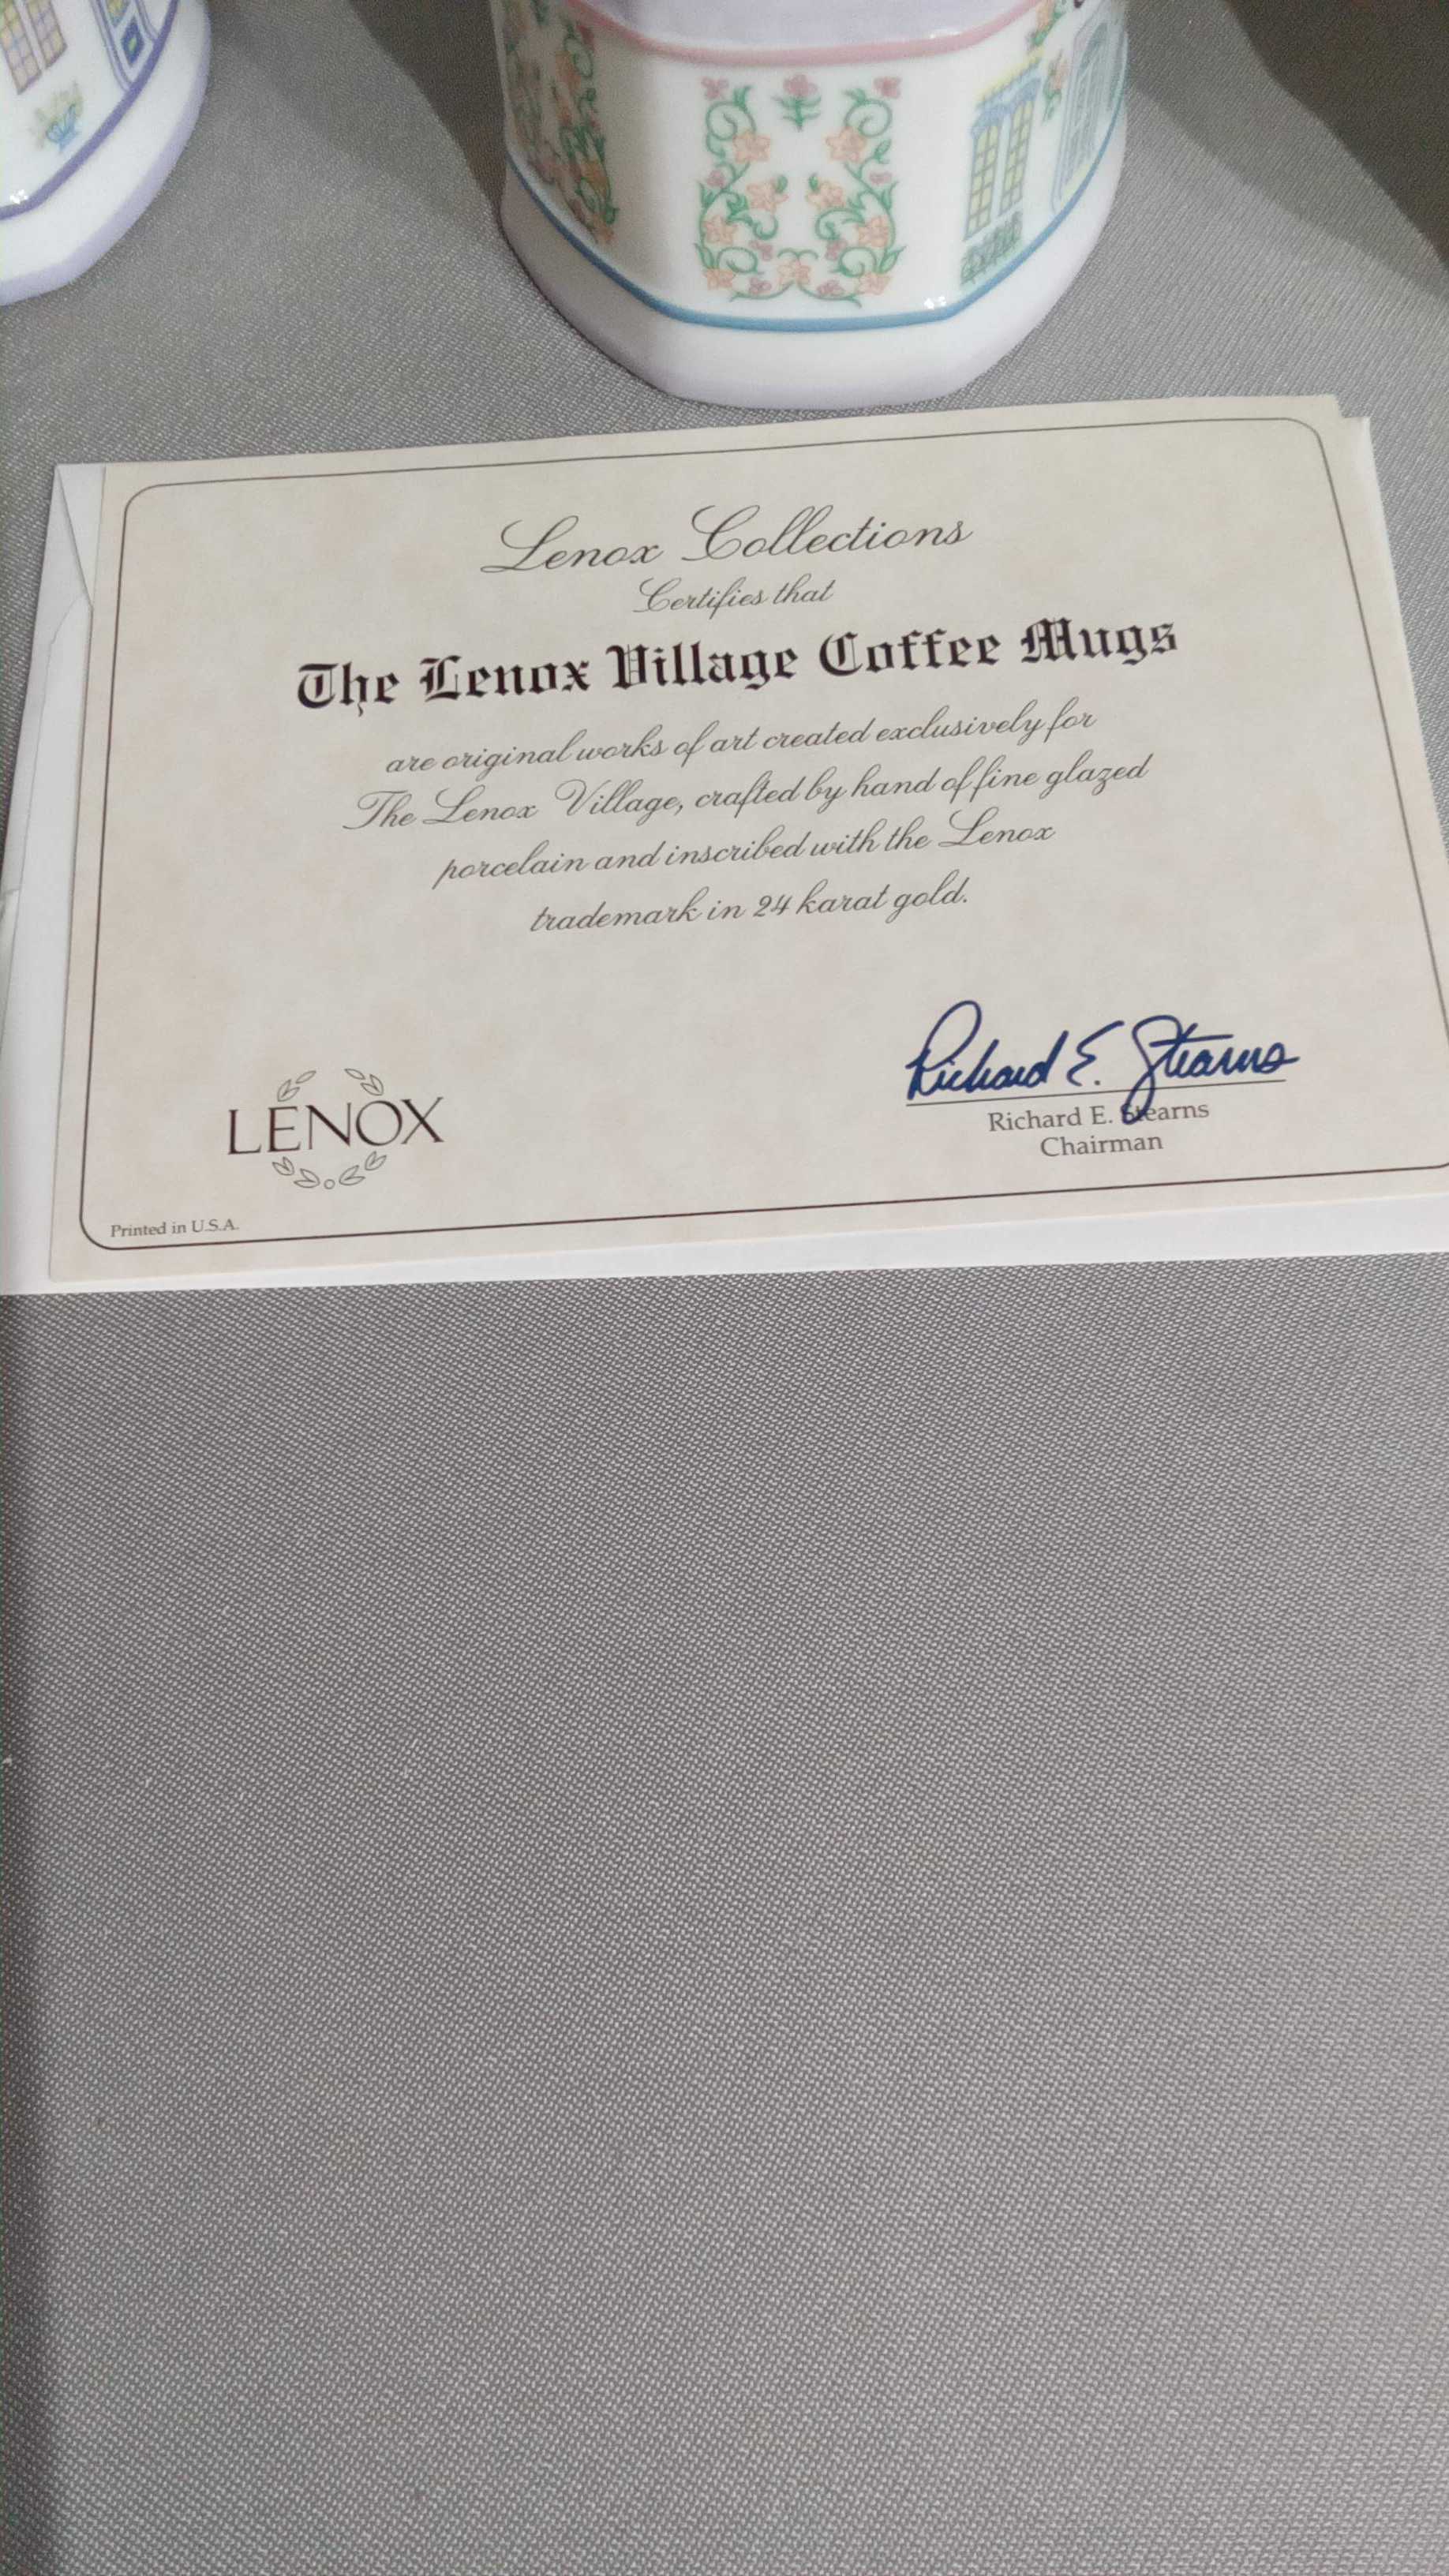 Lenox Collections
Certifies that
The Lenox Village Coffee Mugs
are original works of art created exclusively for
The Lenox Village, crafted by hand of fine glazed
porcelain and inscribed with the Lenox
trademark in 24 karat gold.
Richard E. Stearns
Richard E. Stearns
Chairman
LENOX
Printed in U.S.A.